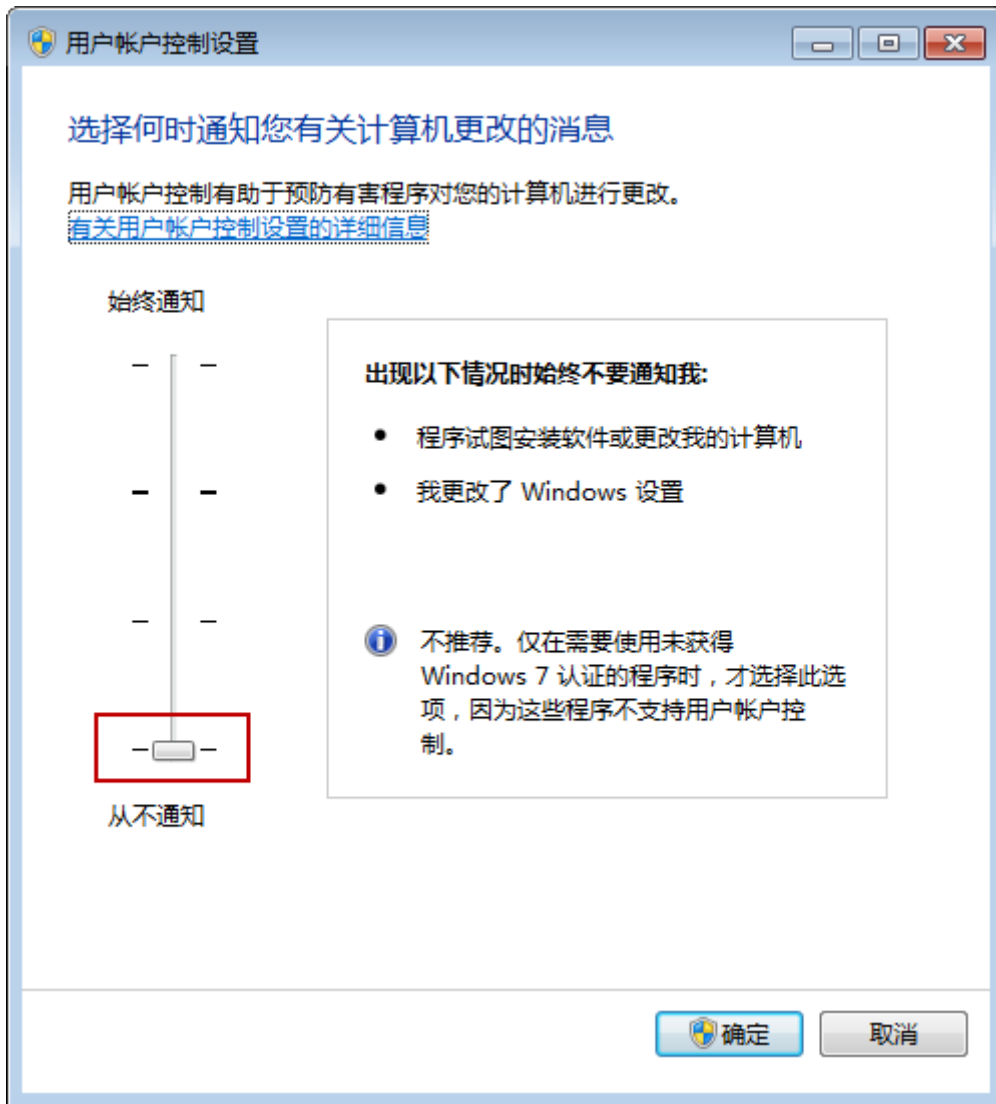 用户帐户控制设置
选择何时通知您有关计算机更改的消息
用户帐户控制有助于预防有害程序对您的计算机进行更改。
有关用户帐户控制设置的详细信息
始终通知
出现以下情况时始终不要通知我:
• 程序试图安装软件或更改我的计算机
• 我更改了 Windows 设置
不推荐。仅在需要使用未获得
Windows 7 认证的程序时，才选择此选
项，因为这些程序不支持用户帐户控
制。
从不通知
确定
取消